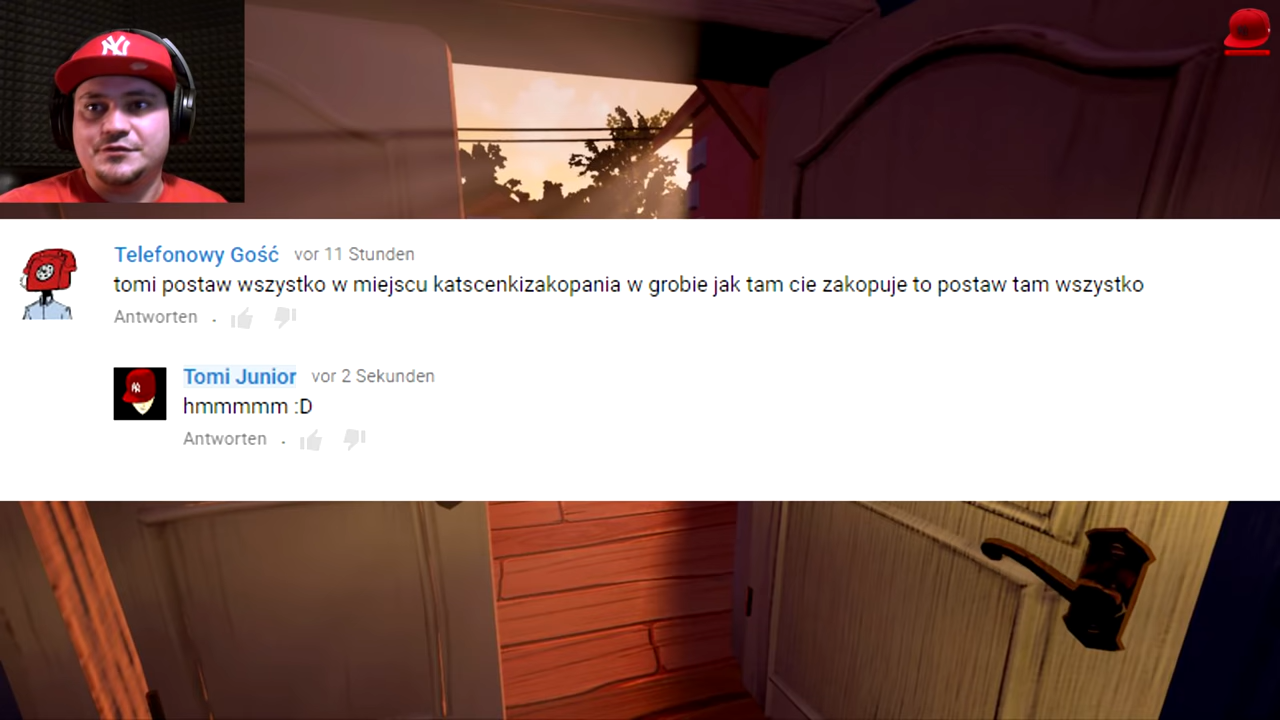 NY
Telefonowy Gość vor 11 Stunden
tomi postaw wszystko w miejscu katscenkizakopania w grobie jak tam cie zakopuje to postaw tam wszystko
Antworten .
Tomi Junior vor 2 Sekunden
hmmmmm :D
Antworten .